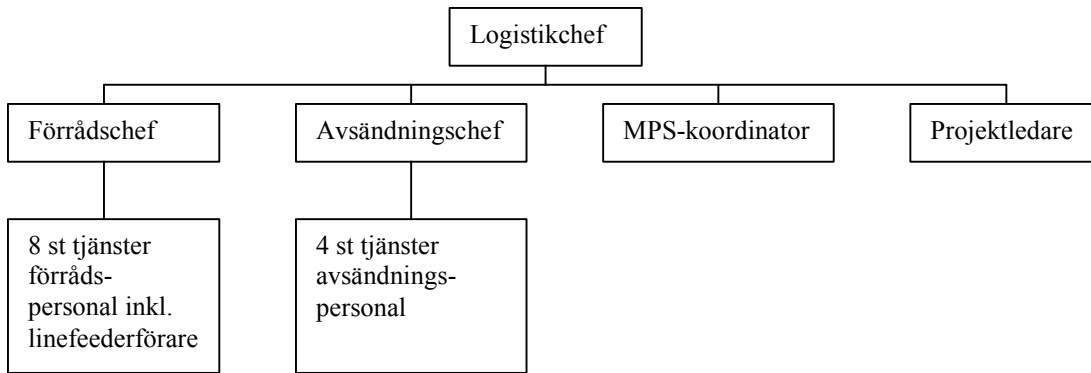 Logistikchef
Förrådschef
Avsändningschef
MPS-koordinator
Projektledare
8 st tjänster
förråds-
personal inkl.
linefeederförare
4 st tjänster
avsändnings-
personal